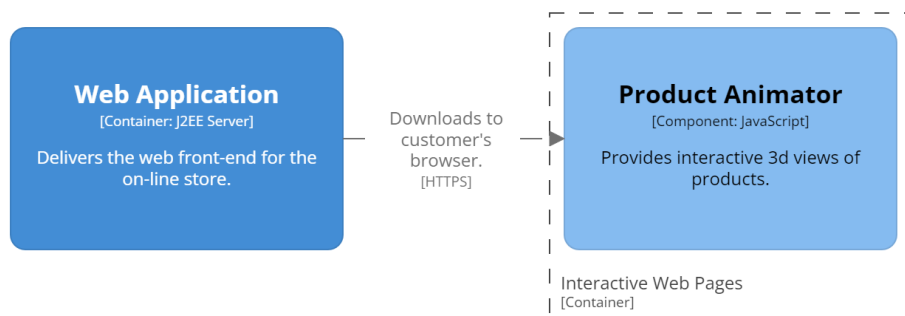 Web Application
[Container: J2EE Server]
Delivers the web front-end for the
on-line store.
Downloads to
customer's
browser.
[HTTPS]
Product Animator
[Component: JavaScript]
Provides interactive 3d views of
products.
Interactive Web Pages
[Container]